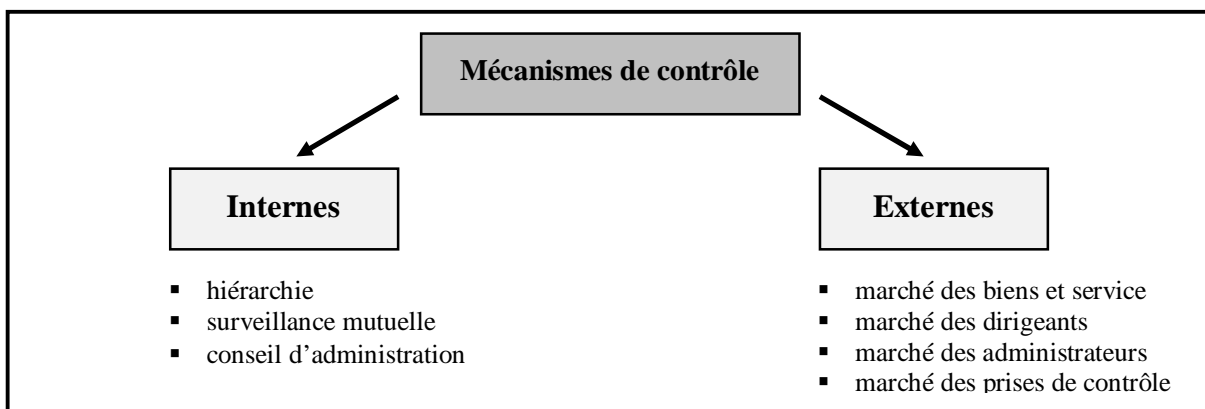 Mécanismes de contrôle
Internes
▪ hiérarchie
▪ surveillance mutuelle
▪ conseil d’administration
Externes
▪ marché des biens et service
▪ marché des dirigeants
▪ marché des administrateurs
▪ marché des prises de contrôle